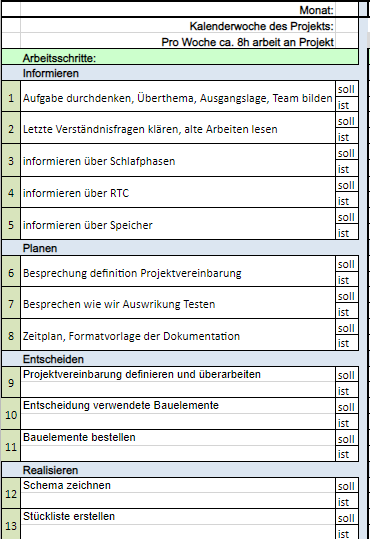 Monat:
Kalenderwoche des Projekts:
Pro Woche ca. 8h arbeit an Projekt
Arbeitsschritte:
Informieren
1 Aufgabe durchdenken, Überthema, Ausgangslage, Team bilden soll
ist
2 Letzte Verständnisfragen klären, alte Arbeiten lesen soll
ist
3 informieren über Schlafphasen soll
ist
4 informieren über RTC soll
ist
5 informieren über Speicher soll
ist
Planen
6 Besprechung definition Projektvereinbarung soll
ist
7 Besprechen wie wir Auswrikung Testen soll
ist
8 Zeitplan, Formatvorlage der Dokumentation soll
ist
Entscheiden
9 Projektvereinbarung definieren und überarbeiten soll
ist
10 Entscheidung verwendete Bauelemente soll
ist
11 Bauelemente bestellen soll
ist
Realisieren
12 Schema zeichnen soll
ist
13 Stückliste erstellen soll
ist